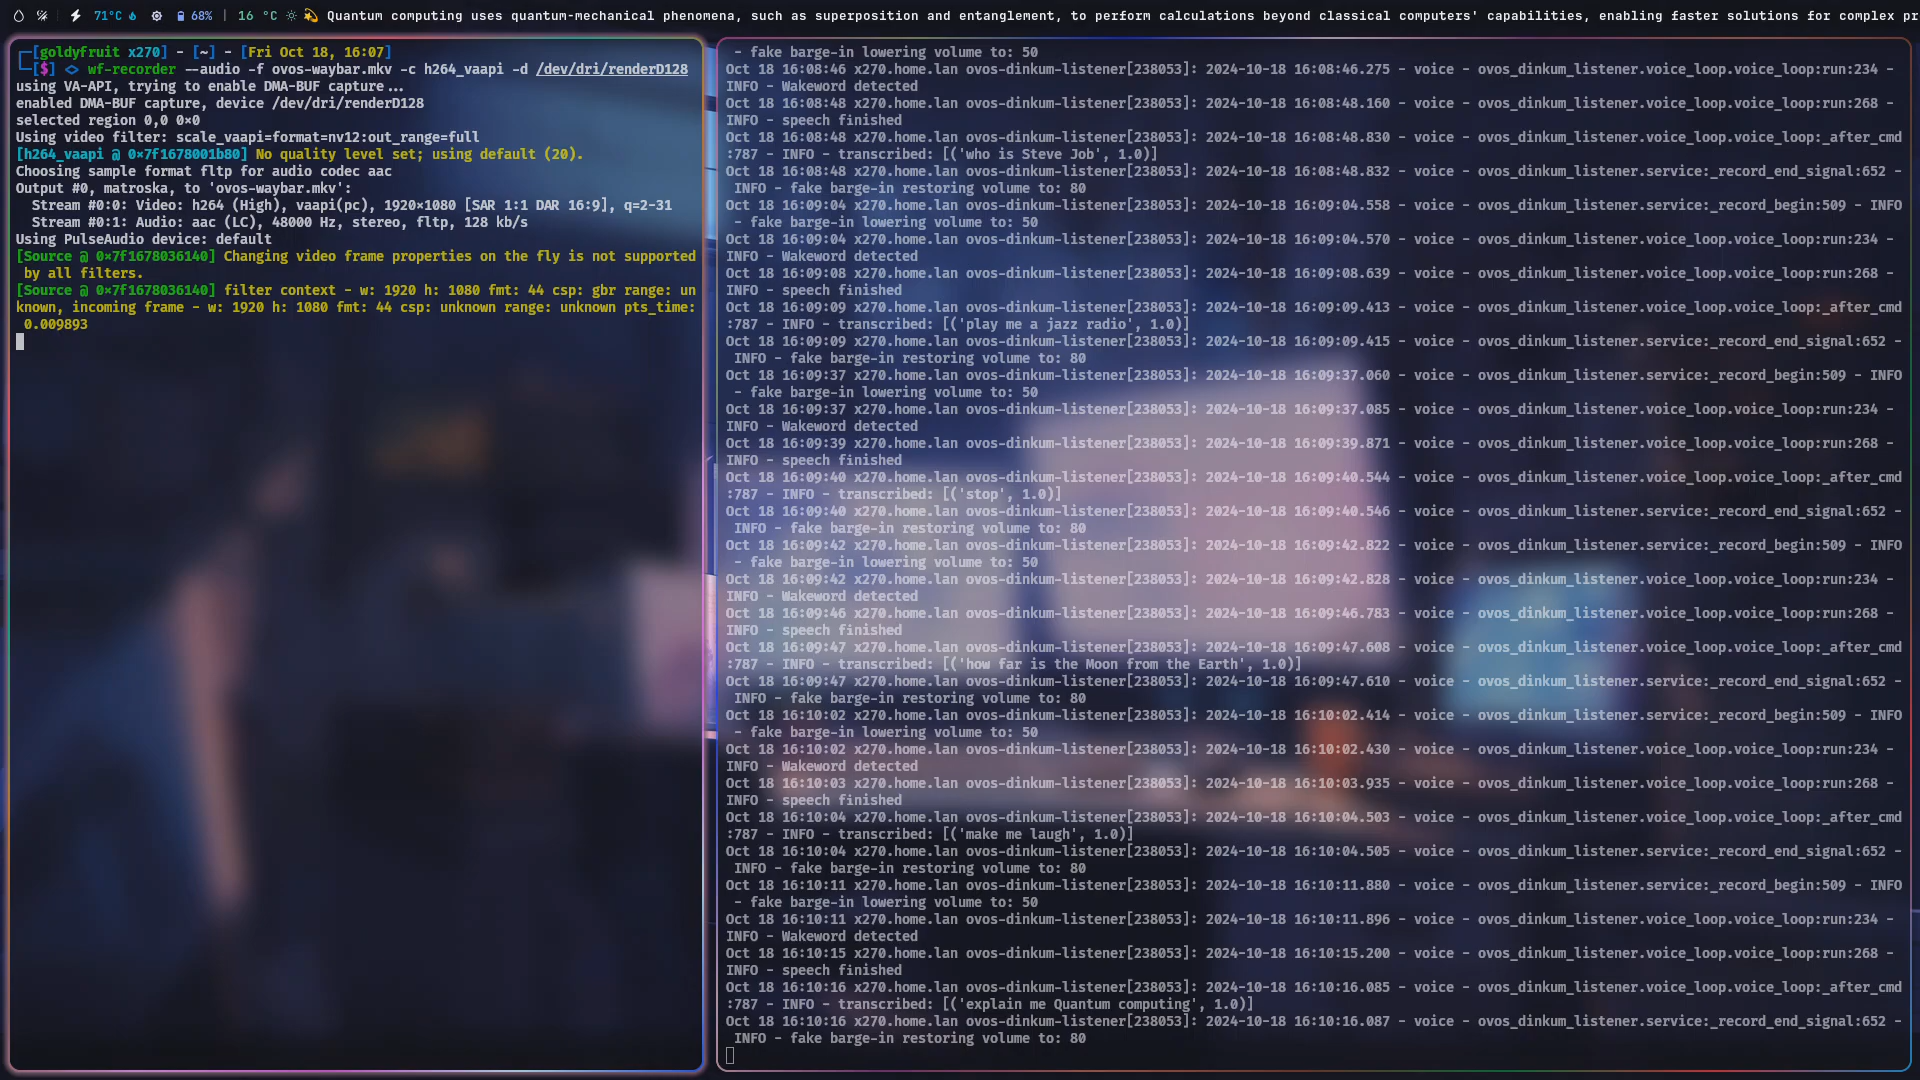 71°C 68% | 16 °C Quantum computing uses quantum-mechanical phenomena, such as superposition and entanglement, to perform calculations beyond classical computers' capabilities, enabling faster solutions for complex pr
[goldyfruit x270] - [~] - [Fri Oct 18, 16:07]
[$] <> wf-recorder --audio -f ovos-waybar.mkv -c h264_vaapi -d /dev/dri/renderD128
using VA-API, trying to enable DMA-BUF capture...
enabled DMA-BUF capture, device /dev/dri/renderD128
selected region 0,0 0x0
Using video filter: scale_vaapi=format=nv12:out_range=full
[h264_vaapi @ 0x7f1678001b80] No quality level set; using default (20).
Choosing sample format fltp for audio codec aac
Output #0, matroska, to 'ovos-waybar.mkv':
Stream #0:0: Video: h264 (High), vaapi(pc), 1920x1080 [SAR 1:1 DAR 16:9], q=2-31
Stream #0:1: Audio: aac (LC), 48000 Hz, stereo, fltp, 128 kb/s
Using PulseAudio device: default
[Source @ 0x7f1678036140] Changing video frame properties on the fly is not supported
by all filters.
[Source @ 0x7f1678036140] filter context - w: 1920 h: 1080 fmt: 44 csp: gbr range: un
known, incoming frame - w: 1920 h: 1080 fmt: 44 csp: unknown range: unknown pts_time:
0.009893
- fake barge-in lowering volume to: 50
Oct 18 16:08:46 x270.home.lan ovos-dinkum-listener[238053]: 2024-10-18 16:08:46.275 - voice - ovos_dinkum_listener.voice_loop.voice_loop:run:234 -
INFO - Wakeword detected
Oct 18 16:08:48 x270.home.lan ovos-dinkum-listener[238053]: 2024-10-18 16:08:48.160 - voice - ovos_dinkum_listener.voice_loop.voice_loop:run:268 -
INFO - speech finished
Oct 18 16:08:48 x270.home.lan ovos-dinkum-listener[238053]: 2024-10-18 16:08:48.830 - voice - ovos_dinkum_listener.voice_loop.voice_loop:_after_cmd
:787 - INFO - transcribed: [('who is Steve Job', 1.0)]
Oct 18 16:08:48 x270.home.lan ovos-dinkum-listener[238053]: 2024-10-18 16:08:48.832 - voice - ovos_dinkum_listener.service:_record_end_signal:652 -
INFO - fake barge-in restoring volume to: 80
Oct 18 16:09:04 x270.home.lan ovos-dinkum-listener[238053]: 2024-10-18 16:09:04.558 - voice - ovos_dinkum_listener.service:_record_begin:509 - INFO
- fake barge-in lowering volume to: 50
Oct 18 16:09:04 x270.home.lan ovos-dinkum-listener[238053]: 2024-10-18 16:09:04.570 - voice - ovos_dinkum_listener.voice_loop.voice_loop:run:234 -
INFO - Wakeword detected
Oct 18 16:09:08 x270.home.lan ovos-dinkum-listener[238053]: 2024-10-18 16:09:08.639 - voice - ovos_dinkum_listener.voice_loop.voice_loop:run:268 -
INFO - speech finished
Oct 18 16:09:09 x270.home.lan ovos-dinkum-listener[238053]: 2024-10-18 16:09:09.413 - voice - ovos_dinkum_listener.voice_loop.voice_loop:_after_cmd
:787 - INFO - transcribed: [('play me a jazz radio', 1.0)]
Oct 18 16:09:09 x270.home.lan ovos-dinkum-listener[238053]: 2024-10-18 16:09:09.415 - voice - ovos_dinkum_listener.service:_record_end_signal:652 -
INFO - fake barge-in restoring volume to: 80
Oct 18 16:09:37 x270.home.lan ovos-dinkum-listener[238053]: 2024-10-18 16:09:37.060 - voice - ovos_dinkum_listener.service:_record_begin:509 - INFO
- fake barge-in lowering volume to: 50
Oct 18 16:09:37 x270.home.lan ovos-dinkum-listener[238053]: 2024-10-18 16:09:37.085 - voice - ovos_dinkum_listener.voice_loop.voice_loop:run:234 -
INFO - Wakeword detected
Oct 18 16:09:39 x270.home.lan ovos-dinkum-listener[238053]: 2024-10-18 16:09:39.871 - voice - ovos_dinkum_listener.voice_loop.voice_loop:run:268 -
INFO - speech finished
Oct 18 16:09:40 x270.home.lan ovos-dinkum-listener[238053]: 2024-10-18 16:09:40.544 - voice - ovos_dinkum_listener.voice_loop.voice_loop:_after_cmd
:787 - INFO - transcribed: [('stop', 1.0)]
Oct 18 16:09:40 x270.home.lan ovos-dinkum-listener[238053]: 2024-10-18 16:09:40.546 - voice - ovos_dinkum_listener.service:_record_end_signal:652 -
INFO - fake barge-in restoring volume to: 80
Oct 18 16:09:42 x270.home.lan ovos-dinkum-listener[238053]: 2024-10-18 16:09:42.822 - voice - ovos_dinkum_listener.service:_record_begin:509 - INFO
- fake barge-in lowering volume to: 50
Oct 18 16:09:42 x270.home.lan ovos-dinkum-listener[238053]: 2024-10-18 16:09:42.828 - voice - ovos_dinkum_listener.voice_loop.voice_loop:run:234 -
INFO - Wakeword detected
Oct 18 16:09:46 x270.home.lan ovos-dinkum-listener[238053]: 2024-10-18 16:09:46.783 - voice - ovos_dinkum_listener.voice_loop.voice_loop:run:268 -
INFO - speech finished
Oct 18 16:09:47 x270.home.lan ovos-dinkum-listener[238053]: 2024-10-18 16:09:47.608 - voice - ovos_dinkum_listener.voice_loop.voice_loop:_after_cmd
:787 - INFO - transcribed: [('how far is the Moon from the Earth', 1.0)]
Oct 18 16:09:47 x270.home.lan ovos-dinkum-listener[238053]: 2024-10-18 16:09:47.610 - voice - ovos_dinkum_listener.service:_record_end_signal:652 -
INFO - fake barge-in restoring volume to: 80
Oct 18 16:10:02 x270.home.lan ovos-dinkum-listener[238053]: 2024-10-18 16:10:02.414 - voice - ovos_dinkum_listener.service:_record_begin:509 - INFO
- fake barge-in lowering volume to: 50
Oct 18 16:10:02 x270.home.lan ovos-dinkum-listener[238053]: 2024-10-18 16:10:02.430 - voice - ovos_dinkum_listener.voice_loop.voice_loop:run:234 -
INFO - Wakeword detected
Oct 18 16:10:03 x270.home.lan ovos-dinkum-listener[238053]: 2024-10-18 16:10:03.935 - voice - ovos_dinkum_listener.voice_loop.voice_loop:run:268 -
INFO - speech finished
Oct 18 16:10:04 x270.home.lan ovos-dinkum-listener[238053]: 2024-10-18 16:10:04.503 - voice - ovos_dinkum_listener.voice_loop.voice_loop:_after_cmd
:787 - INFO - transcribed: [('make me laugh', 1.0)]
Oct 18 16:10:04 x270.home.lan ovos-dinkum-listener[238053]: 2024-10-18 16:10:04.505 - voice - ovos_dinkum_listener.service:_record_end_signal:652 -
INFO - fake barge-in restoring volume to: 80
Oct 18 16:10:11 x270.home.lan ovos-dinkum-listener[238053]: 2024-10-18 16:10:11.880 - voice - ovos_dinkum_listener.service:_record_begin:509 - INFO
- fake barge-in lowering volume to: 50
Oct 18 16:10:11 x270.home.lan ovos-dinkum-listener[238053]: 2024-10-18 16:10:11.896 - voice - ovos_dinkum_listener.voice_loop.voice_loop:run:234 -
INFO - Wakeword detected
Oct 18 16:10:15 x270.home.lan ovos-dinkum-listener[238053]: 2024-10-18 16:10:15.200 - voice - ovos_dinkum_listener.voice_loop.voice_loop:run:268 -
INFO - speech finished
Oct 18 16:10:16 x270.home.lan ovos-dinkum-listener[238053]: 2024-10-18 16:10:16.085 - voice - ovos_dinkum_listener.voice_loop.voice_loop:_after_cmd
:787 - INFO - transcribed: [('explain me Quantum computing', 1.0)]
Oct 18 16:10:16 x270.home.lan ovos-dinkum-listener[238053]: 2024-10-18 16:10:16.087 - voice - ovos_dinkum_listener.service:_record_end_signal:652 -
INFO - fake barge-in restoring volume to: 80